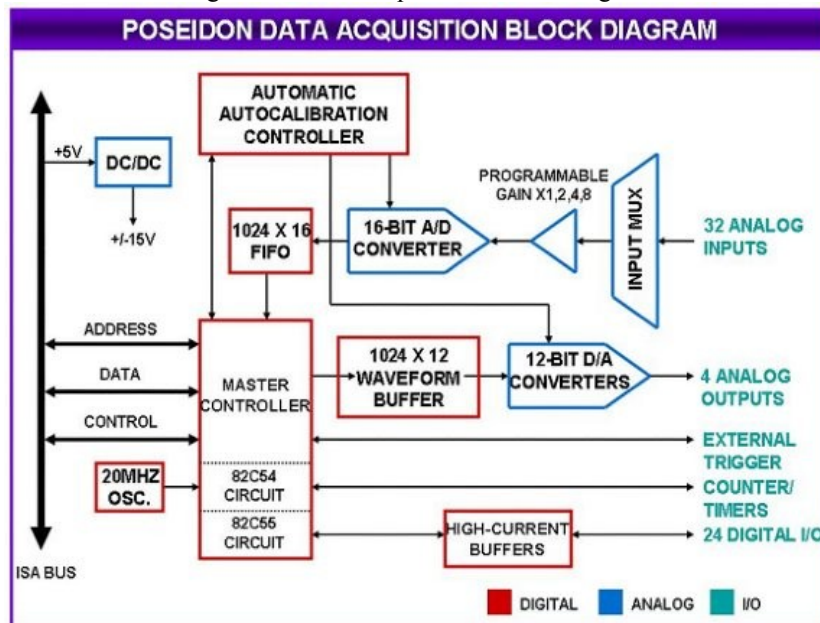 POSEIDON DATA ACQUISITION BLOCK DIAGRAM
AUTOMATIC
AUTOCALIBRATION
CONTROLLER
+5V
DC/DC
+/-15V
PROGRAMMABLE
GAIN X1,2,4,8
1024 X 16
FIFO
16-BIT A/D
CONVERTER
INPUT MUX
32 ANALOG
INPUTS
ADDRESS
DATA
CONTROL
MASTER
CONTROLLER
1024 X 12
WAVEFORM
BUFFER
12-BIT D/A
CONVERTERS
4 ANALOG
OUTPUTS
EXTERNAL
TRIGGER
20MHZ
OSC.
82C54
CIRCUIT
COUNTER/
TIMERS
82C55
CIRCUIT
HIGH-CURRENT
BUFFERS
24 DIGITAL I/O
ISA BUS
DIGITAL
ANALOG
I/O